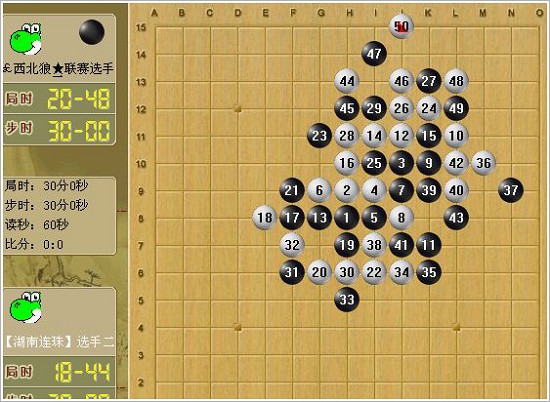 £西北狼★联赛选手
局时 20-48
步时 30-00
局时：30分0秒
步时：30分0秒
读秒：60秒
比分：0:0
【湖南连珠】选手二
局时 18-44
A B C D E F G H I J K L M N O
15 50
14 47
13 44 46 27 48
12 45 29 26 24 49
11 23 28 14 12 15 10
10 16 25 3 9 42 36
9 21 6 2 4 7 39 40 37
8 18 17 13 1 5 8 43
7 32 19 38 41 11
6 31 20 30 22 34 35
5 33
4
3
2